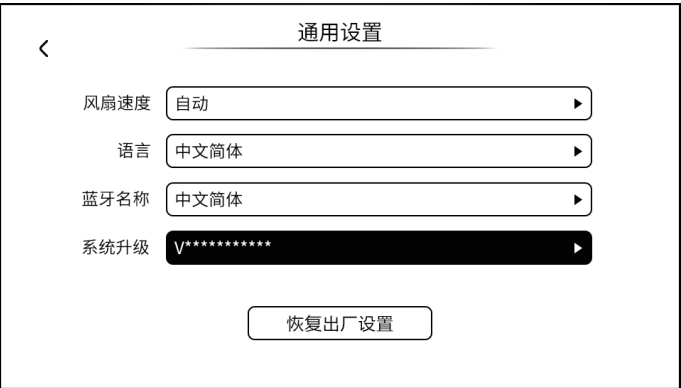 通用设置
风扇速度 自动
语言 中文简体
蓝牙名称 中文简体
系统升级 V***********
恢复出厂设置